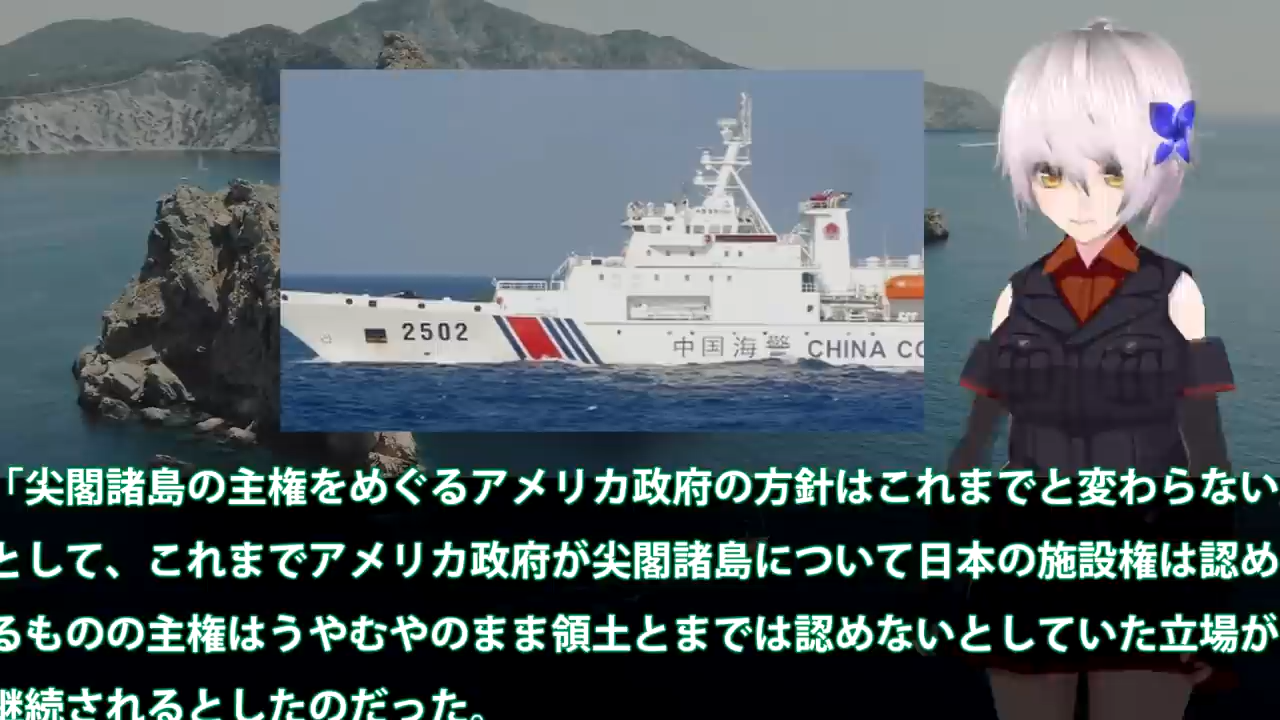 2502
中国海警 CHINA CO
「尖閣諸島の主権をめぐるアメリカ政府の方針はこれまでと変わらない
として、これまでアメリカ政府が尖閣諸島について日本の施設権は認め
るものの主権はうやむやのまま領土とまでは認めないとしていた立場が
継続されるとしたのだった。